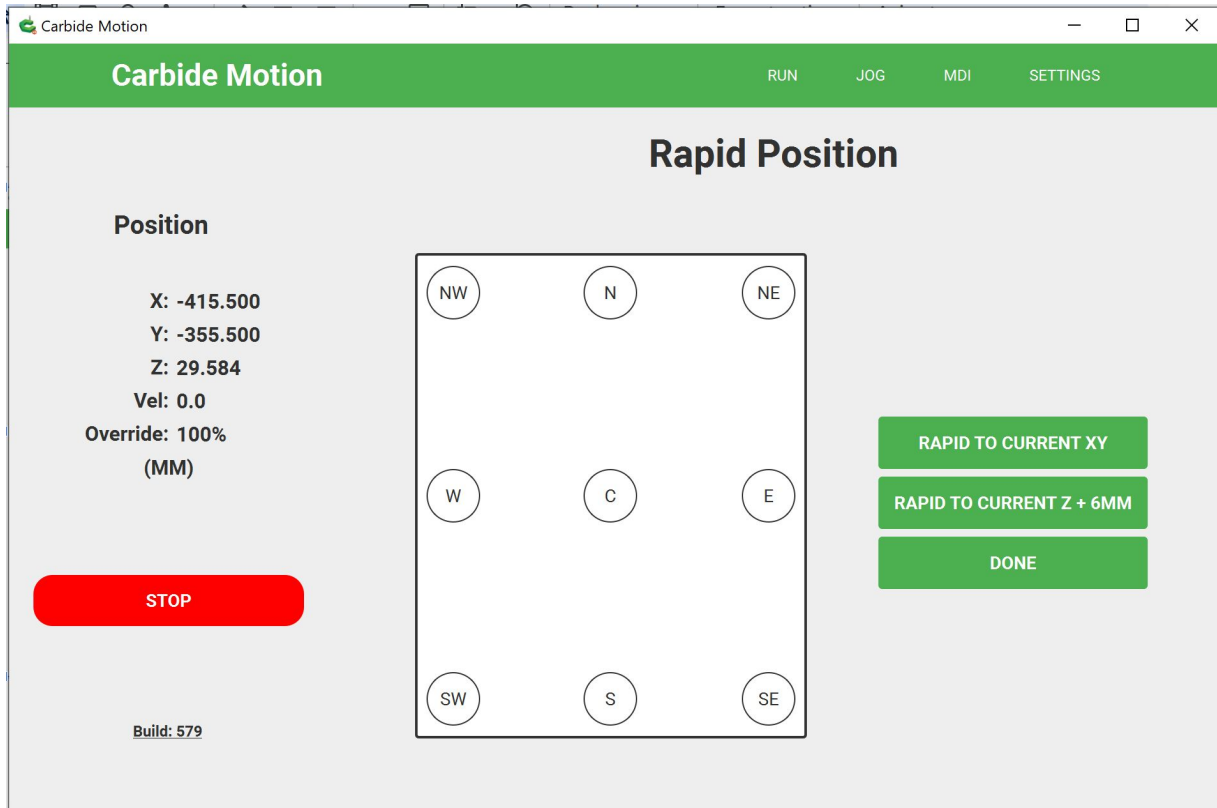 Carbide Motion
Carbide Motion
RUN JOG MDI SETTINGS
Rapid Position
Position
X: -415.500
Y: -355.500
Z: 29.584
Vel: 0.0
Override: 100%
(MM)
STOP
Build: 579
NW N NE
W C E
SW S SE
RAPID TO CURRENT XY
RAPID TO CURRENT Z + 6MM
DONE